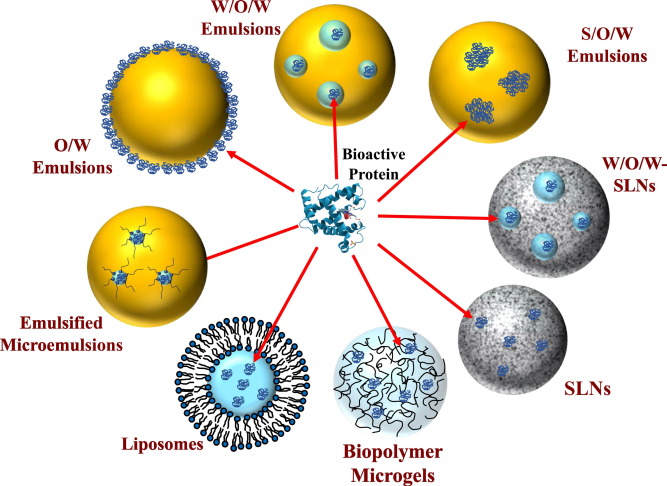 W/O/W
Emulsions
S/O/W
Emulsions
O/W
Emulsions
Bioactive
Protein
W/O/W-
SLNs
Emulsified
Microemulsions
SLNs
Liposomes
Biopolymer
Microgels